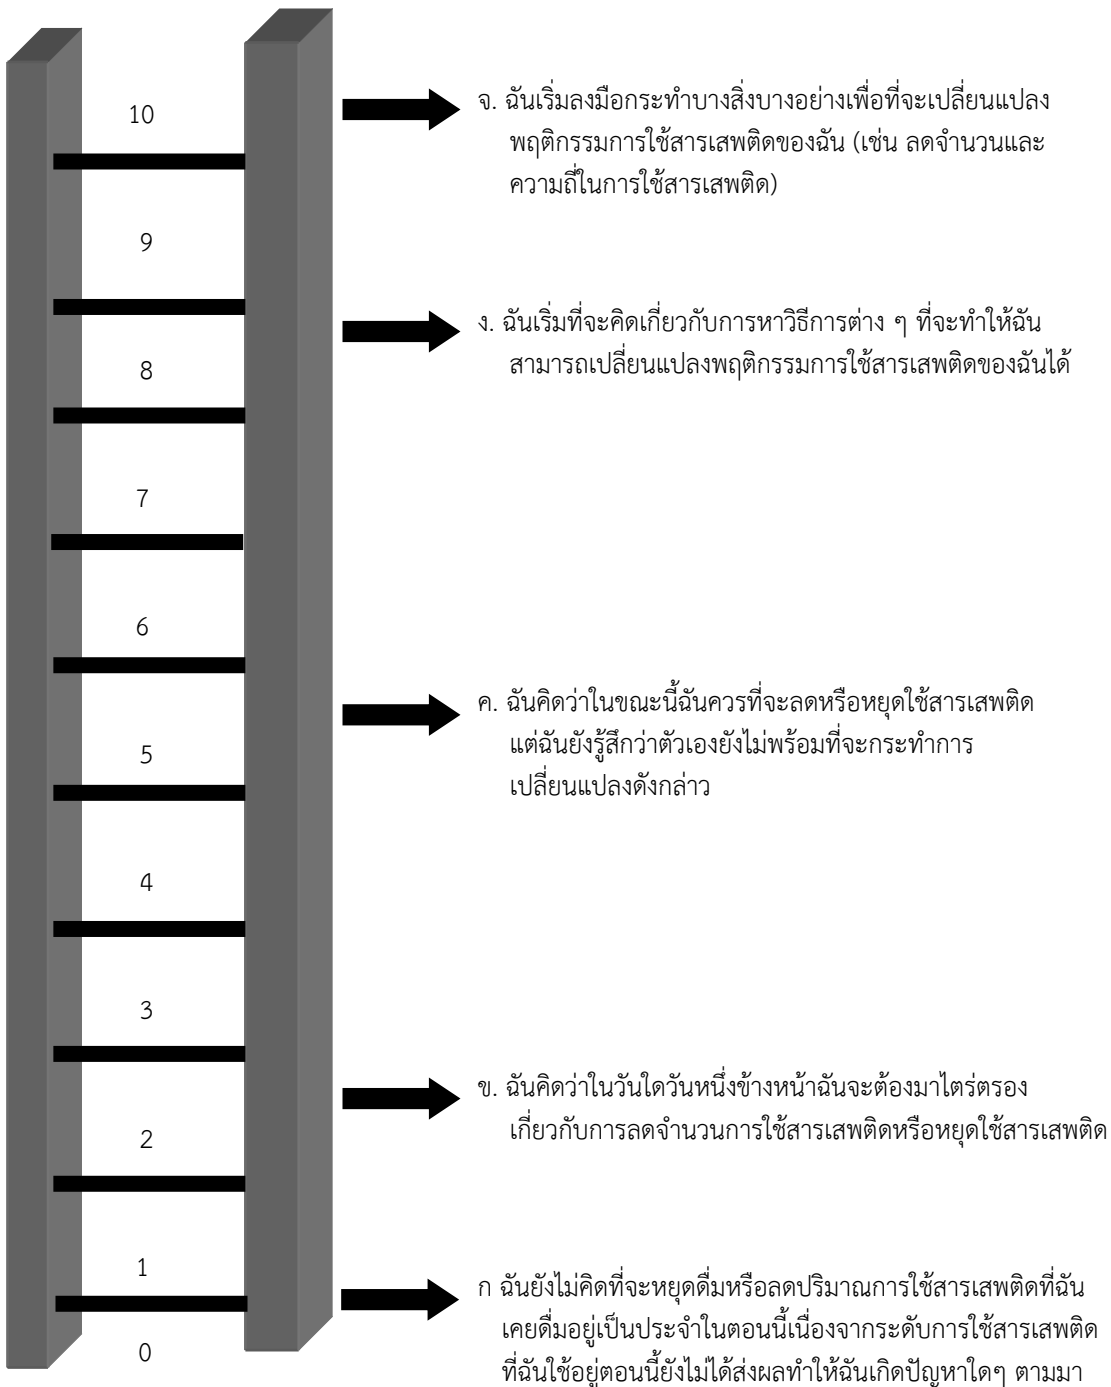 10
จ. ฉันเริ่มลงมือกระทำบางสิ่งบางอย่างเพื่อที่จะเปลี่ยนแปลง
พฤติกรรมการใช้สารเสพติดของฉัน (เช่น ลดจำนวนและ
ความถี่ในการใช้สารเสพติด)
9
ง. ฉันเริ่มที่จะคิดเกี่ยวกับการหาวิธีการต่าง ๆ ที่จะทำให้ฉัน
สามารถเปลี่ยนแปลงพฤติกรรมการใช้สารเสพติดของฉันได้
8
7
6
ค. ฉันคิดว่าในขณะนี้ฉันควรที่จะลดหรือหยุดใช้สารเสพติด
แต่ฉันยังรู้สึกว่าตัวเองยังไม่พร้อมที่จะกระทำการ
เปลี่ยนแปลงดังกล่าว
5
4
3
ข. ฉันคิดว่าในวันใดวันหนึ่งข้างหน้าฉันจะต้องมาไตร่ตรอง
เกี่ยวกับการลดจำนวนการใช้สารเสพติดหรือหยุดใช้สารเสพติด
2
1
ก ฉันยังไม่คิดที่จะหยุดดื่มหรือลดปริมาณการใช้สารเสพติดที่ฉัน
เคยดื่มอยู่เป็นประจำในตอนนี้เนื่องจากระดับการใช้สารเสพติด
ที่ฉันใช้อยู่ตอนนี้ยังไม่ได้ส่งผลทำให้ฉันเกิดปัญหาใดๆ ตามมา
0